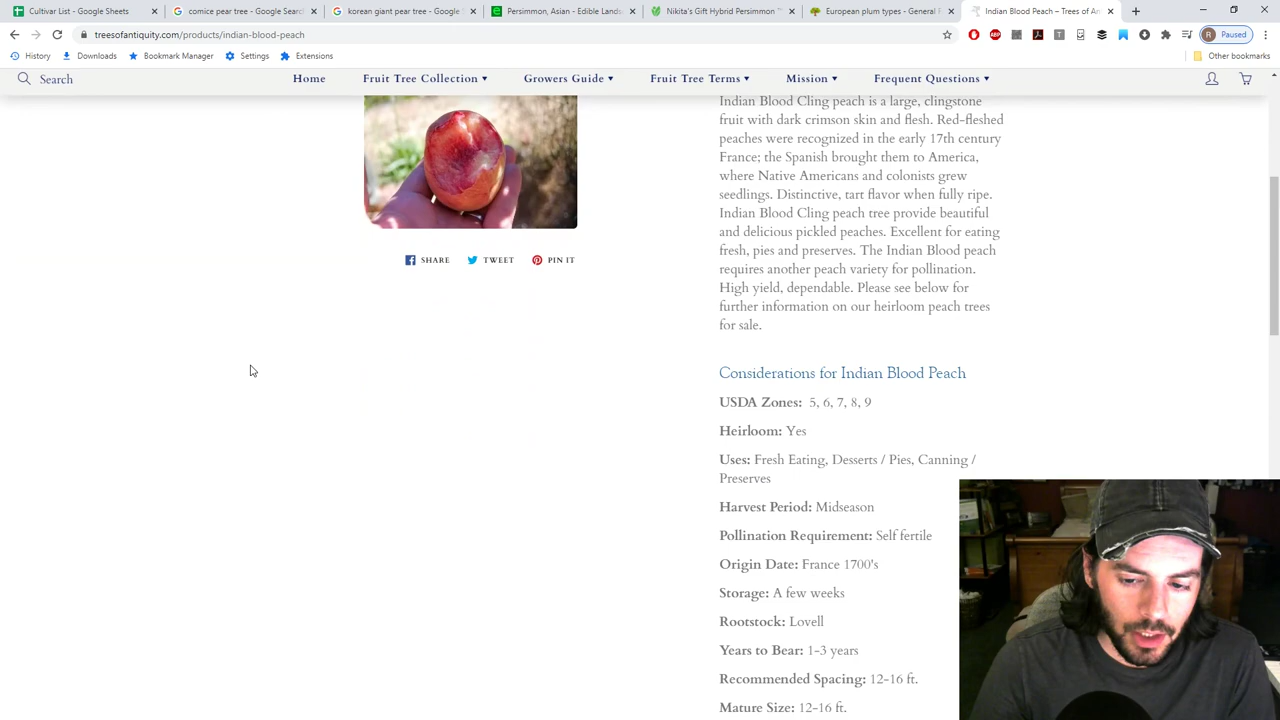 Cultivar List - Google Sheets
comice pear tree - Google Searc
korean giant pear tree - Google S
Persimmon, Asian - Edible Lands
Nikita's Gift Hybrid Persimmon ™
European plum types - General F
Indian Blood Peach – Trees of An
treesofantiquity.com/products/indian-blood-peach
R Paused
History Downloads Bookmark Manager Settings Extensions Other bookmarks
Search Home Fruit Tree Collection Growers Guide Fruit Tree Terms Mission Frequent Questions
Indian Blood Cling peach is a large, clingstone
fruit with dark crimson skin and flesh. Red-fleshed
peaches were recognized in the early 17th century
France; the Spanish brought them to America,
where Native Americans and colonists grew
seedlings. Distinctive, tart flavor when fully ripe.
Indian Blood Cling peach tree provide beautiful
and delicious pickled peaches. Excellent for eating
fresh, pies and preserves. The Indian Blood peach
requires another peach variety for pollination.
High yield, dependable. Please see below for
further information on our heirloom peach trees
for sale.
SHARE TWEET PIN IT
Considerations for Indian Blood Peach
USDA Zones: 5, 6, 7, 8, 9
Heirloom: Yes
Uses: Fresh Eating, Desserts / Pies, Canning /
Preserves
Harvest Period: Midseason
Pollination Requirement: Self fertile
Origin Date: France 1700's
Storage: A few weeks
Rootstock: Lovell
Years to Bear: 1-3 years
Recommended Spacing: 12-16 ft.
Mature Size: 12-16 ft.